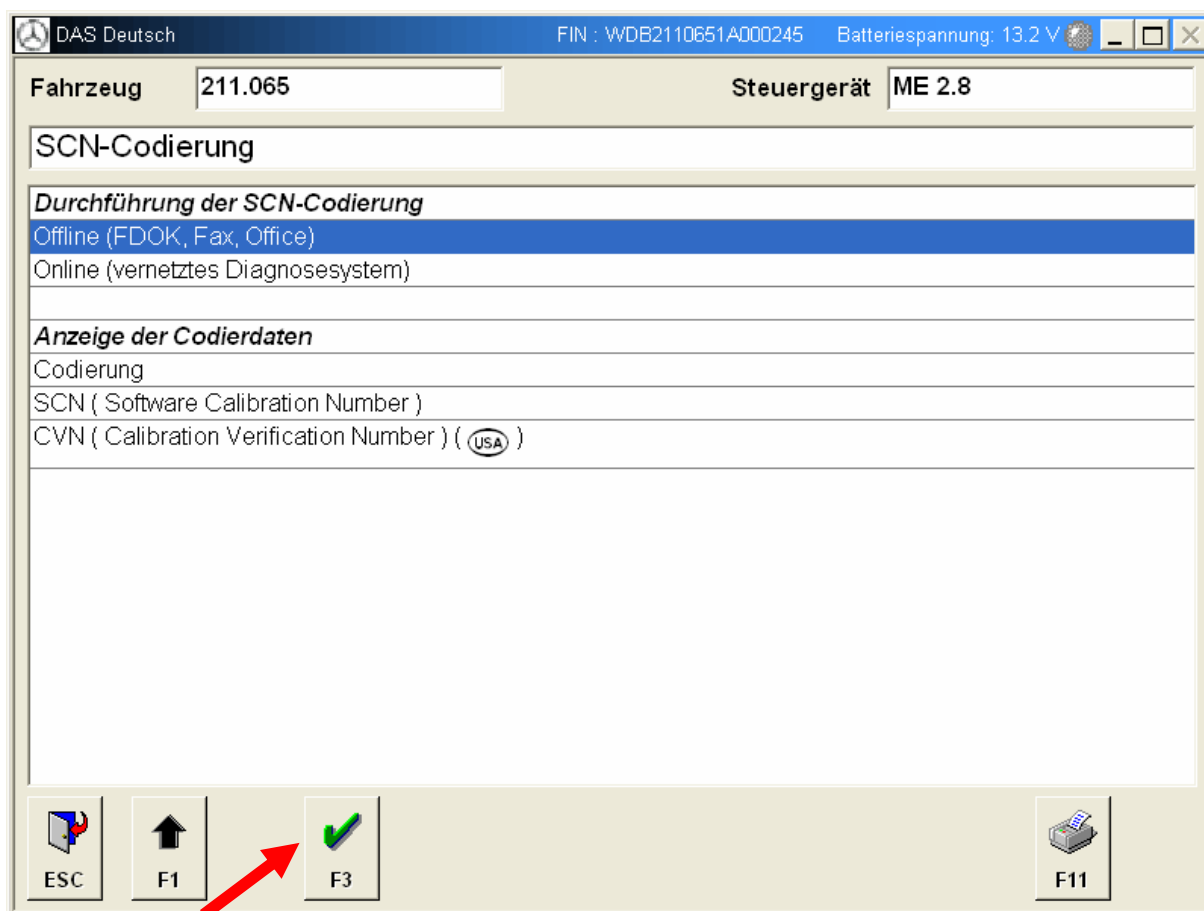 DAS Deutsch FIN : WDB2110651A000245 Batteriespannung: 13.2 V
Fahrzeug 211.065 Steuergerät ME 2.8
SCN-Codierung
Durchführung der SCN-Codierung
Offline (FDOK, Fax, Office)
Online (vernetztes Diagnosesystem)
Anzeige der Codierdaten
Codierung
SCN ( Software Calibration Number )
CVN ( Calibration Verification Number ) ( USA )
ESC F1 F3 F11